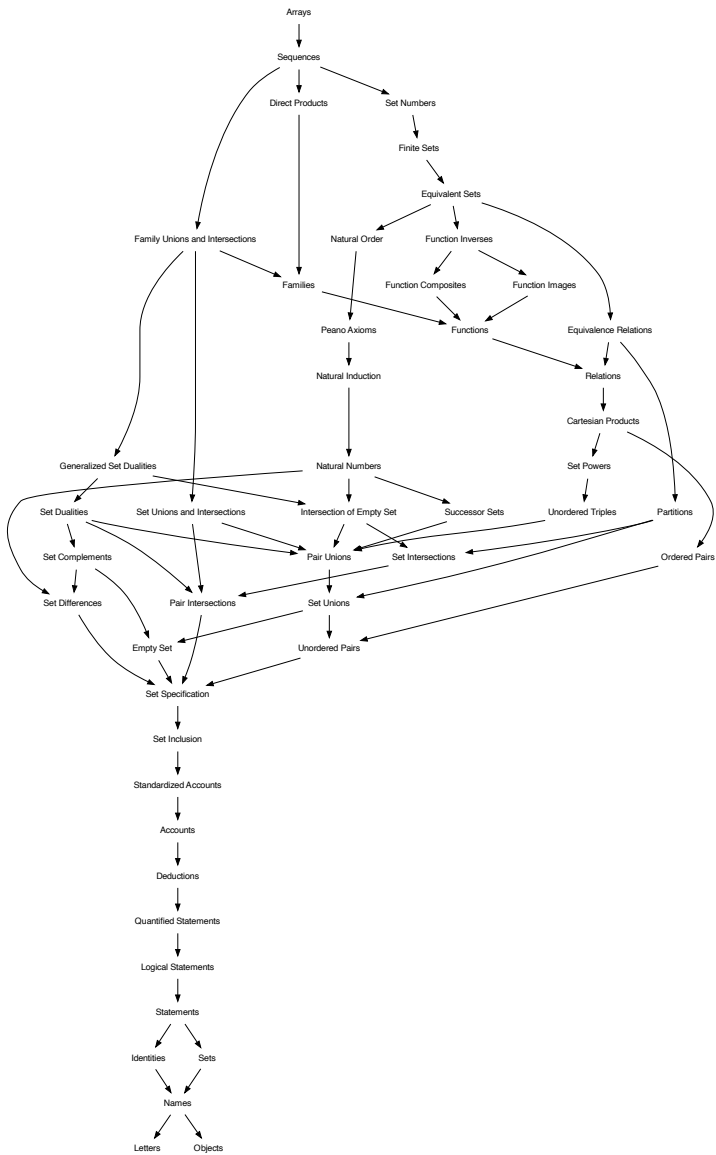 Arrays
Sequences
Direct Products
Set Numbers
Finite Sets
Equivalent Sets
Family Unions and Intersections
Natural Order
Function Inverses
Families
Function Composites
Function Images
Peano Axioms
Functions
Equivalence Relations
Natural Induction
Relations
Cartesian Products
Generalized Set Dualities
Natural Numbers
Set Powers
Set Dualities
Set Unions and Intersections
Intersection of Empty Set
Successor Sets
Unordered Triples
Partitions
Set Complements
Pair Unions
Set Intersections
Ordered Pairs
Set Differences
Pair Intersections
Set Unions
Empty Set
Unordered Pairs
Set Specification
Set Inclusion
Standardized Accounts
Accounts
Deductions
Quantified Statements
Logical Statements
Statements
Identities
Sets
Names
Letters
Objects